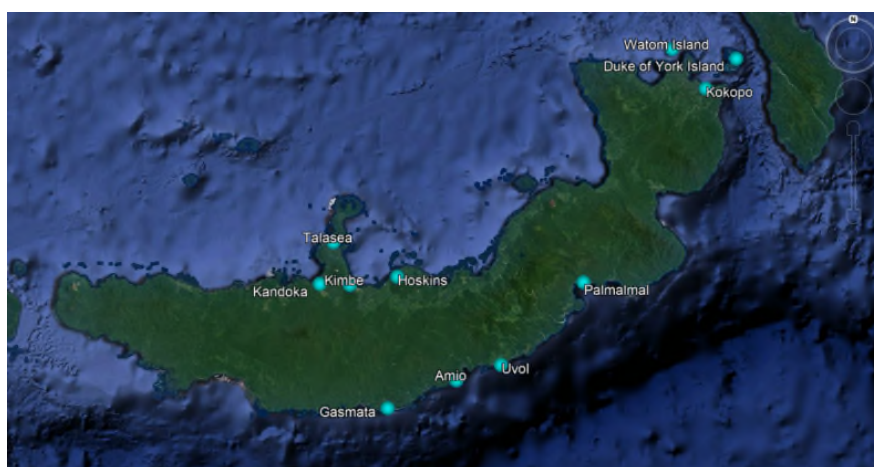 N
Watom Island
Duke of York Island
Kokopo
Talasea
Kandoka
Kimbe
Hoskins
Palmalmal
Amio
Uvol
Gasmata